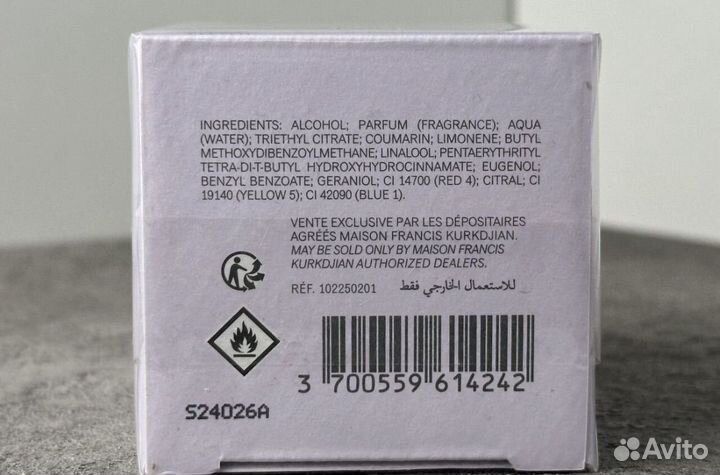 INGREDIENTS: ALCOHOL; PARFUM (FRAGRANCE); AQUA
(WATER); TRIETHYL CITRATE; COUMARIN; LIMONENE; BUTYL
METHOXYDIBENZOYLMETHANE; LINALOOL; PENTAERYTHRITYL
TETRA-DI-T-BUTYL HYDROXYHYDROCINNAMATE; EUGENOL;
BENZYL BENZOATE; GERANIOL; CI 14700 (RED 4); CITRAL; CI
19140 (YELLOW 5); CI 42090 (BLUE 1).
VENTE EXCLUSIVE PAR LES DÉPOSITAIRES
AGRÉÉS MAISON FRANCIS KURKDJIAN.
MAY BE SOLD ONLY BY MAISON FRANCIS
KURKDJIAN AUTHORIZED DEALERS.
RÉF. 102250201 للاستعمال الخارجي فقط
3 700559 614242
S24026A
Avito